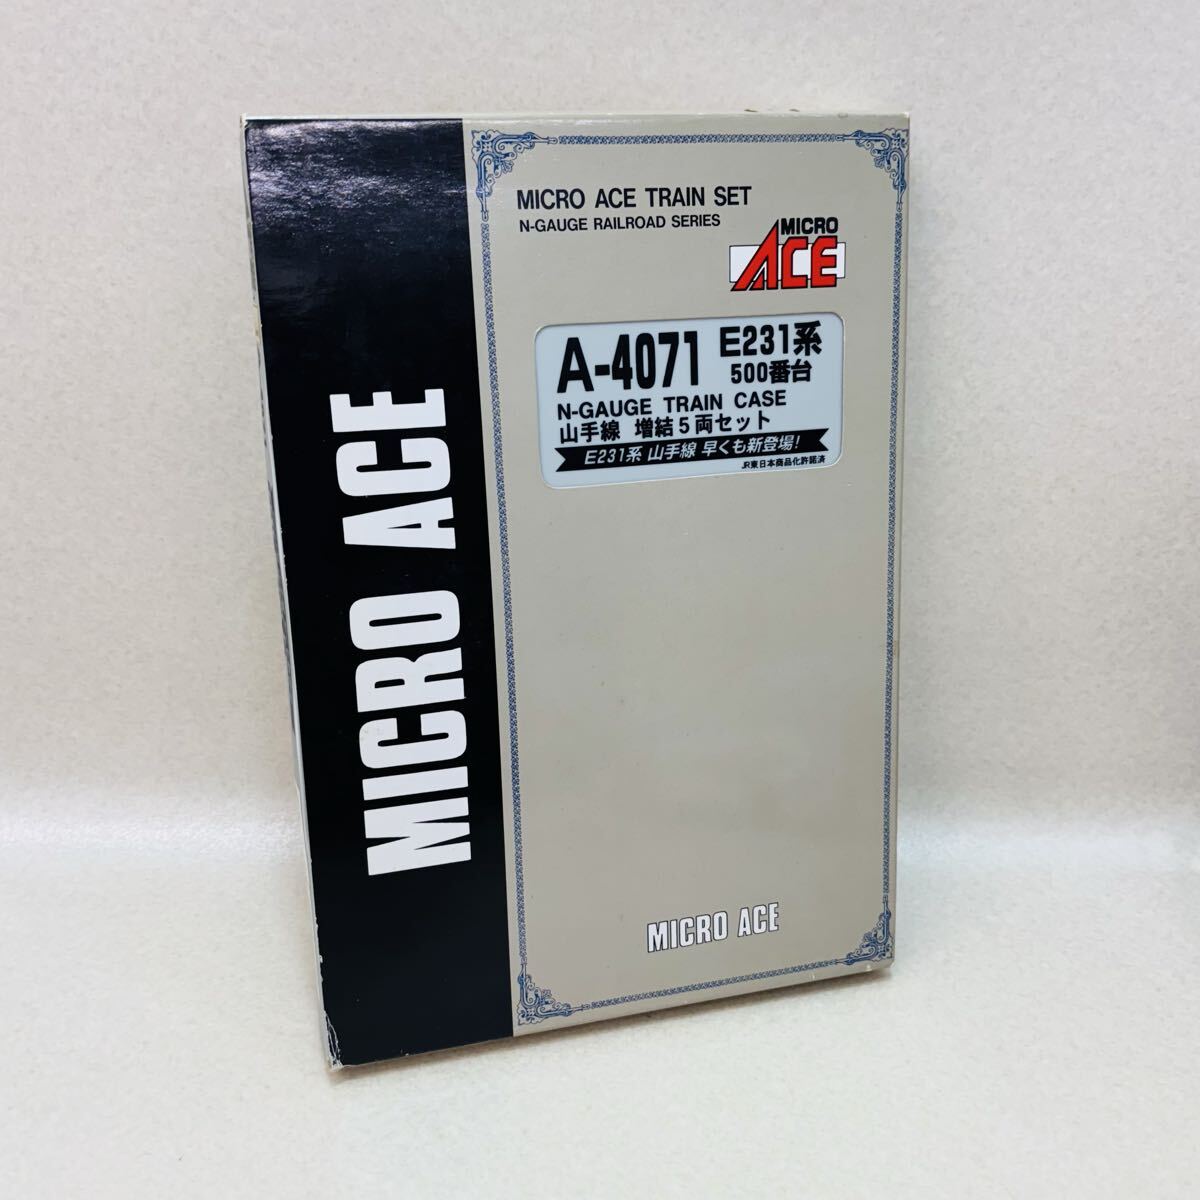 MICRO ACE
MICRO ACE TRAIN SET
N-GAUGE RAILROAD SERIES
MICRO
ACE
A-4071 E231系
500番台
N-GAUGE TRAIN CASE
山手線 増結5両セット
E231系 山手線 早くも新登場!
JR東日本商品化許諾済
MICRO ACE